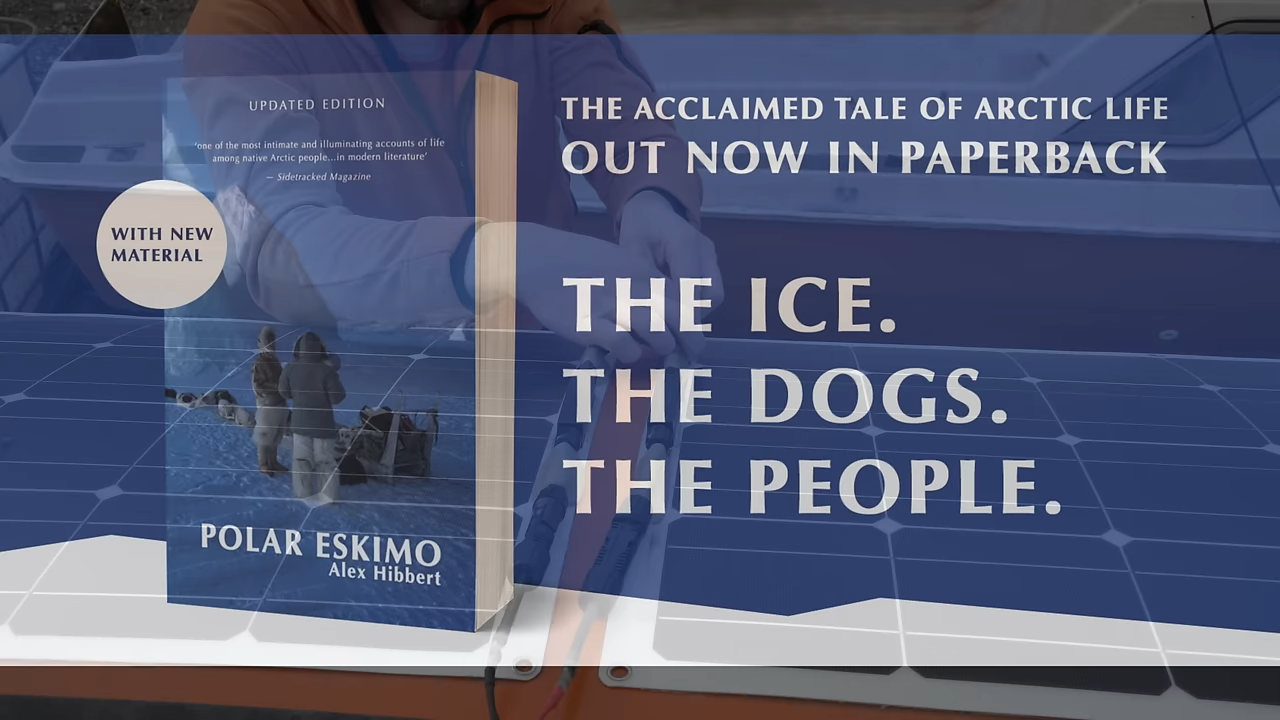 UPDATED EDITION
'one of the most intimate and illuminating accounts of life
among native Arctic people...in modern literature'
— Sidetracked Magazine
WITH NEW
MATERIAL
POLAR ESKIMO
Alex Hibbert
THE ACCLAIMED TALE OF ARCTIC LIFE
OUT NOW IN PAPERBACK
THE ICE.
THE DOGS.
THE PEOPLE.